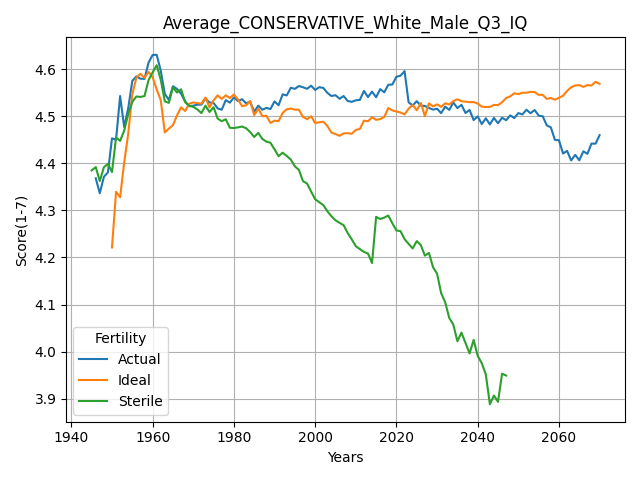 Average_CONSERVATIVE_White_Male_Q3_IQ
Score(1-7)
4.6
4.5
4.4
4.3
4.2
4.1
4.0
3.9
Fertility
Actual
Ideal
Sterile
1940
1960
1980
2000
2020
2040
2060
Years